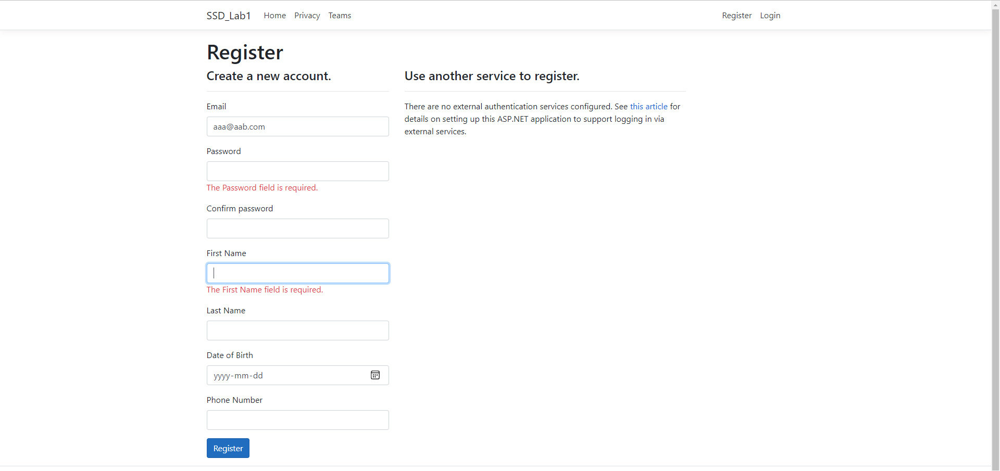 SSD_Lab1 Home Privacy Teams Register Login
Register
Create a new account.
Email
aaa@aab.com
Password
The Password field is required.
Confirm password
First Name
The First Name field is required.
Last Name
Date of Birth
yyyy-mm-dd
Phone Number
Register
Use another service to register.
There are no external authentication services configured. See this article for
details on setting up this ASP.NET application to support logging in via
external services.